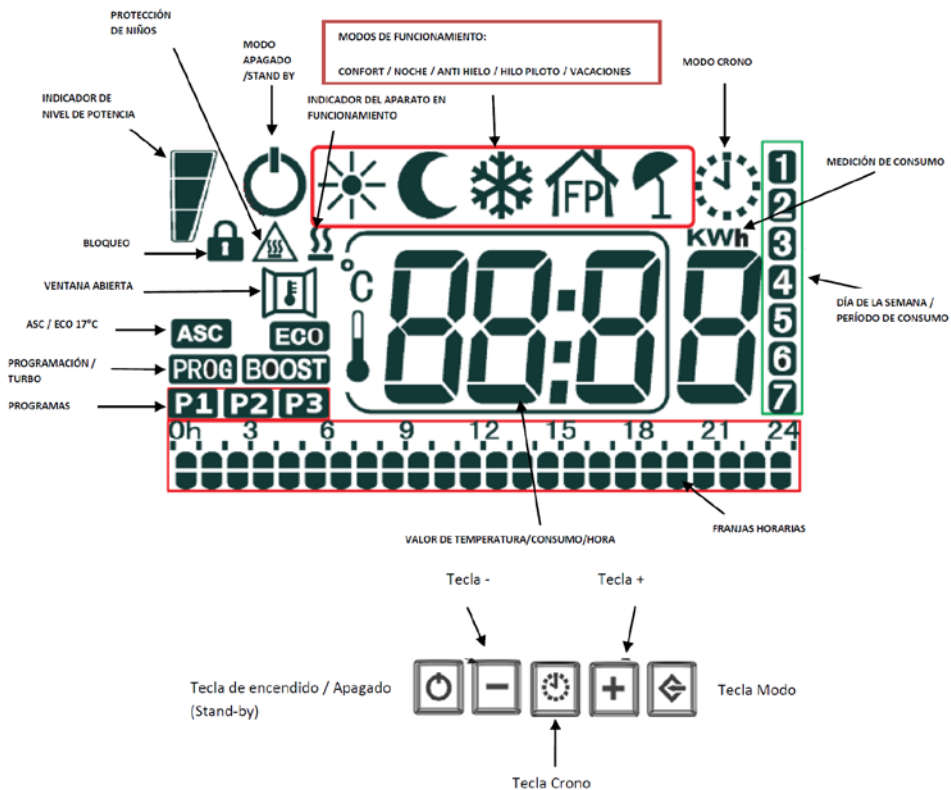 PROTECCIÓN
DE NIÑOS
MODO
APAGADO
/STAND BY
MODOS DE FUNCIONAMIENTO:
CONFORT / NOCHE / ANTI HIELO / HILO PILOTO / VACACIONES
MODO CRONO
INDICADOR DE
NIVEL DE POTENCIA
INDICADOR DEL APARATO EN
FUNCIONAMIENTO
MEDICIÓN DE CONSUMO
FP
1
2
3
4
5
6
7
KWh
BLOQUEO
VENTANA ABIERTA
°C
88:88
DÍA DE LA SEMANA /
PERÍODO DE CONSUMO
ASC / ECO 17°C
ASC ECO
PROGRAMACIÓN /
TURBO
PROG BOOST
PROGRAMAS
P1 P2 P3
0h 3 6 9 12 15 18 21 24
FRANJAS HORARIAS
VALOR DE TEMPERATURA/CONSUMO/HORA
Tecla -
Tecla +
Tecla de encendido / Apagado
(Stand-by)
Tecla Modo
Tecla Crono